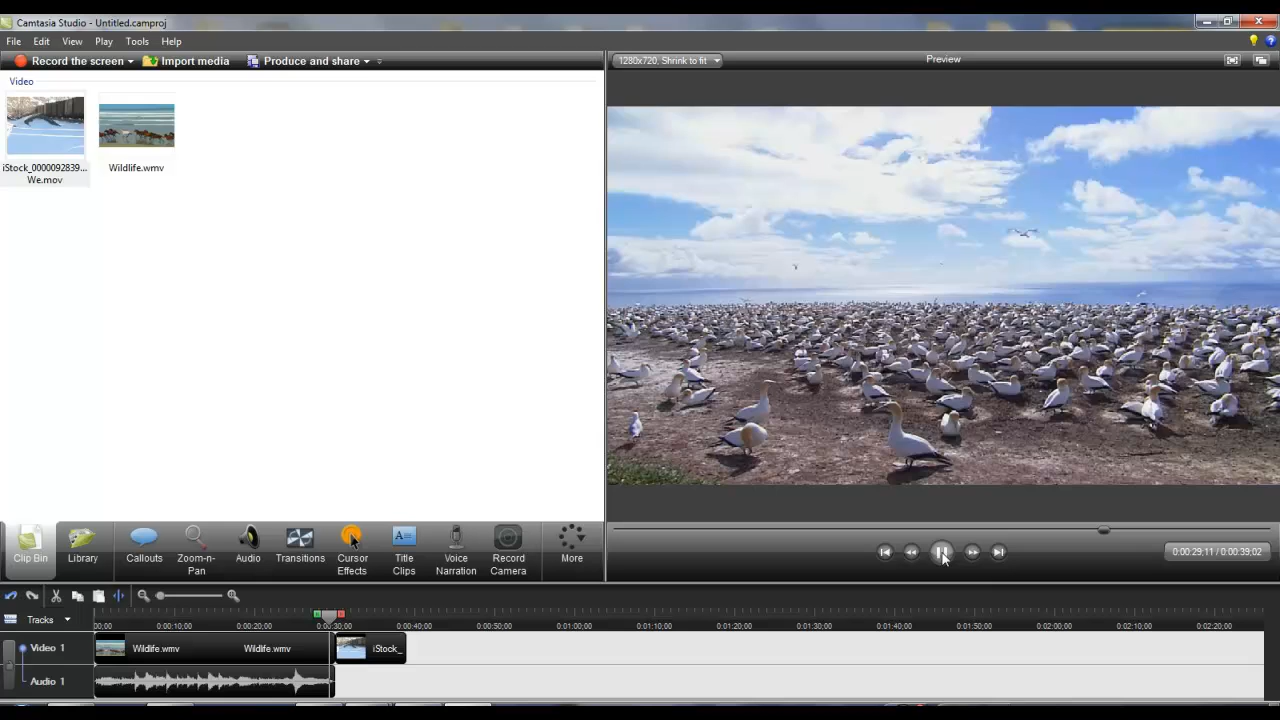 Camtasia Studio - Untitled.camproj
File Edit View Play Tools Help
Record the screen Import media Produce and share
1280x720, Shrink to fit Preview
Video
iStock_0000092839... We.mov
Wildlife.wmv
Clip Bin
Library
Callouts
Zoom-n-Pan
Audio
Transitions
Cursor Effects
Title Clips
Voice Narration
Record Camera
More
0:00:29;11 / 0:00:39;02
Tracks
00;00 0:00:10;00 0:00:20;00 0:00:30;00 0:00:40;00 0:00:50;00 0:01:00;00 0:01:10;00 0:01:20;00 0:01:30;00 0:01:40;00 0:01:50;00 0:02:00;00 0:02:10;00 0:02:20;00
Video 1 Wildlife.wmv Wildlife.wmv iStock_
Audio 1